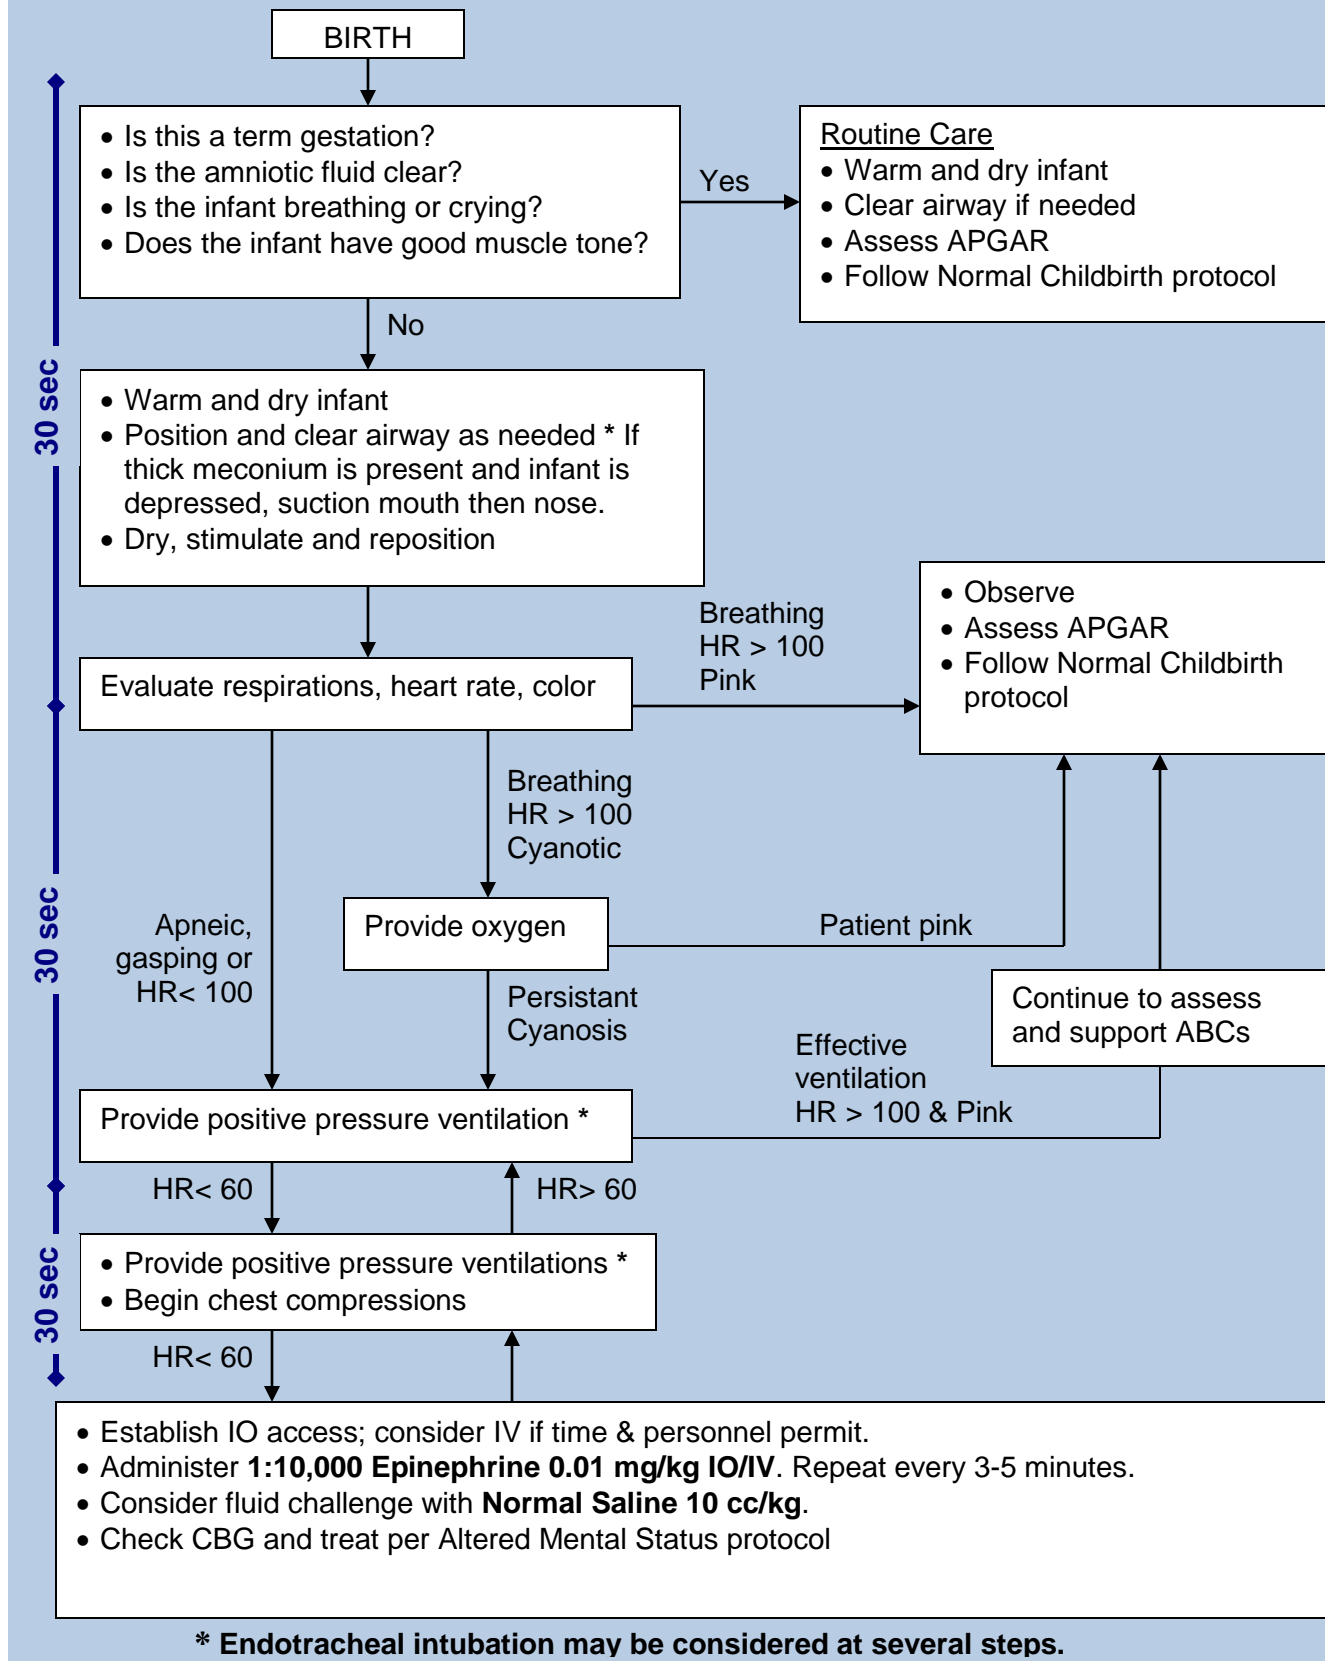 BIRTH
• Is this a term gestation?
• Is the amniotic fluid clear?
• Is the infant breathing or crying?
• Does the infant have good muscle tone?
Yes
Routine Care
• Warm and dry infant
• Clear airway if needed
• Assess APGAR
• Follow Normal Childbirth protocol
No
30 sec
• Warm and dry infant
• Position and clear airway as needed * If
thick meconium is present and infant is
depressed, suction mouth then nose.
• Dry, stimulate and reposition
Evaluate respirations, heart rate, color
Breathing
HR > 100
Pink
• Observe
• Assess APGAR
• Follow Normal Childbirth
protocol
Breathing
HR > 100
Cyanotic
30 sec
Apneic,
gasping or
HR< 100
Provide oxygen
Patient pink
Persistant
Cyanosis
Continue to assess
and support ABCs
Effective
ventilation
HR > 100 & Pink
Provide positive pressure ventilation *
HR< 60
HR> 60
30 sec
• Provide positive pressure ventilations *
• Begin chest compressions
HR< 60
• Establish IO access; consider IV if time & personnel permit.
• Administer 1:10,000 Epinephrine 0.01 mg/kg IO/IV. Repeat every 3-5 minutes.
• Consider fluid challenge with Normal Saline 10 cc/kg.
• Check CBG and treat per Altered Mental Status protocol
* Endotracheal intubation may be considered at several steps.